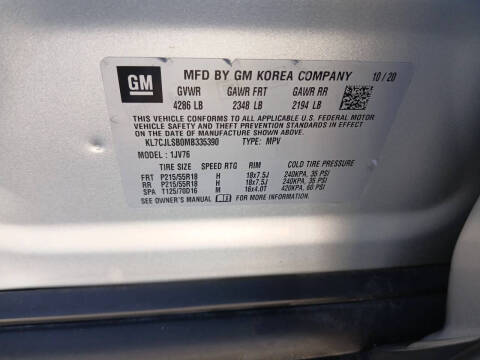 GM MFD BY GM KOREA COMPANY 10/20
GVWR GAWR FRT GAWR RR
4286 LB 2348 LB 2194 LB
THIS VEHICLE CONFORMS TO ALL APPLICABLE U.S. FEDERAL MOTOR
VEHICLE SAFETY AND THEFT PREVENTION STANDARDS IN EFFECT ON
THE DATE OF MANUFACTURE SHOWN ABOVE.
KL7CJLSB0MB335390 TYPE: MPV
MODEL: 1JV76
TIRE SIZE SPEED RTG RIM COLD TIRE PRESSURE
FRT P215/55R18 H 18x7.5J 240KPA, 35 PSI
RR P215/55R18 H 18x7.5J 240KPA, 35 PSI
SPA T125/70D16 M 16x4.0T 420KPA, 60 PSI
SEE OWNER'S MANUAL FOR MORE INFORMATION.